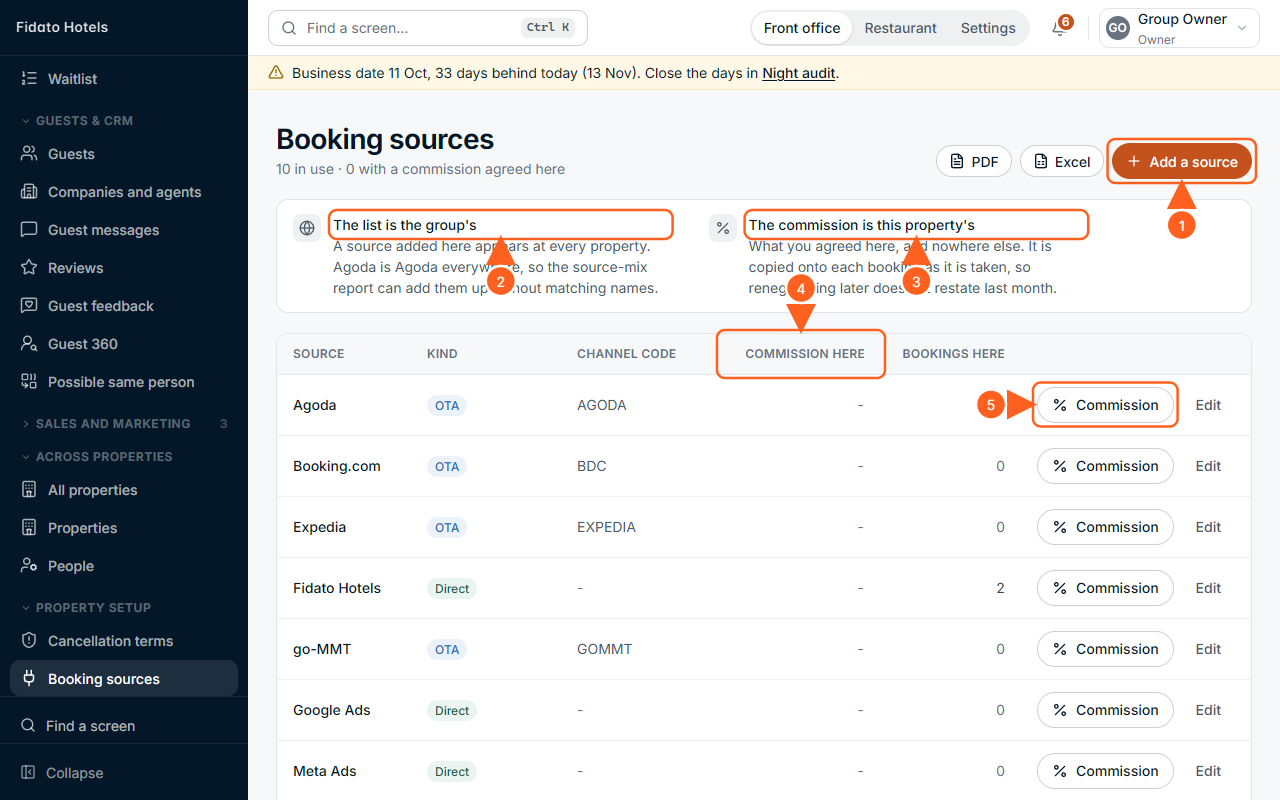 Fidato Hotels
Find a screen...
Ctrl K
Front office
Restaurant
Settings
6
GO
Group Owner
Owner
Business date 11 Oct, 33 days behind today (13 Nov). Close the days in Night audit.
Waitlist
GUESTS & CRM
Guests
Companies and agents
Guest messages
Reviews
Guest feedback
Guest 360
Possible same person
SALES AND MARKETING 3
ACROSS PROPERTIES
All properties
Properties
People
PROPERTY SETUP
Cancellation terms
Booking sources
Find a screen
Collapse
Booking sources
10 in use · 0 with a commission agreed here
PDF
Excel
+ Add a source
1
The list is the group's
A source added here appears at every property.
Agoda is Agoda everywhere, so the source-mix
report can add them up without matching names.
2
% The commission is this property's
What you agreed here, and nowhere else. It is
copied onto each booking as it is taken, so
renegotiating later does not restate last month.
3
4
SOURCE KIND CHANNEL CODE COMMISSION HERE BOOKINGS HERE
Agoda OTA AGODA - 5 % Commission Edit
Booking.com OTA BDC - 0 % Commission Edit
Expedia OTA EXPEDIA - 0 % Commission Edit
Fidato Hotels Direct - - 2 % Commission Edit
go-MMT OTA GOMMT - 0 % Commission Edit
Google Ads Direct - - 0 % Commission Edit
Meta Ads Direct - - 0 % Commission Edit